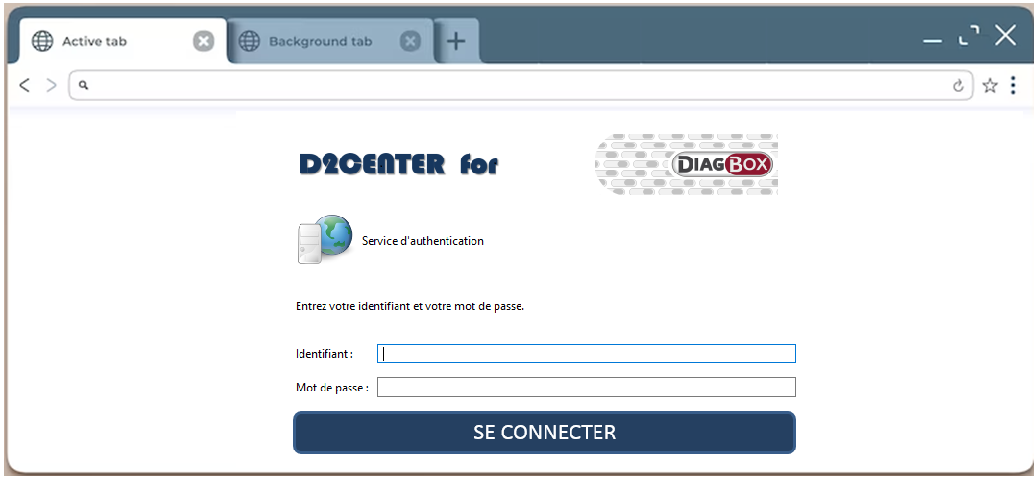 Active tab
Background tab
D2CENTER for
DIAGBOX
Service d'authentication
Entrez votre identifiant et votre mot de passe.
Identifiant :
Mot de passe :
SE CONNECTER